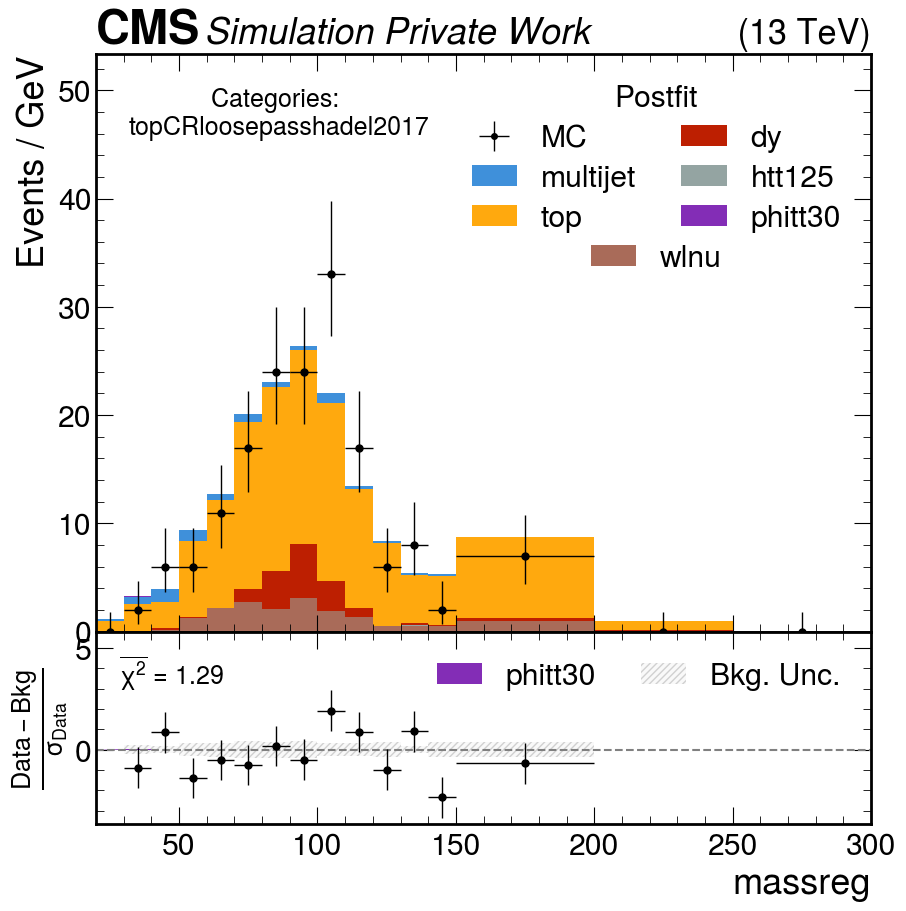 CMS Simulation Private Work (13 TeV)
Events / GeV
Categories:
topCRloosepasshadel2017
Postfit
MC dy
multijet htt125
top phitt30
wlnu
50
40
30
20
10
0
Data – Bkg
σData
χ² = 1.29
phitt30 Bkg. Unc.
5
0
50 100 150 200 250 300
massreg